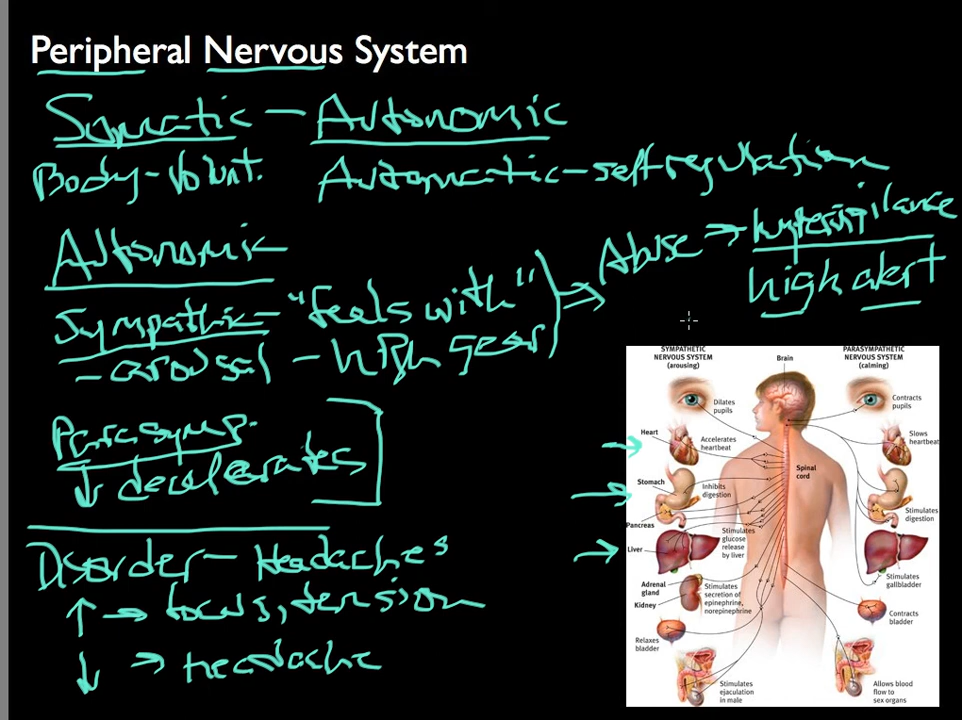 Peripheral Nervous System
Somatic - Autonomic
Body-Volunt. Automatic-self-regulation
Autonomic
Abuse → hypervigilance
high alert
Sympathic = "feels with"
- arousal - high gear
Parasymp.
↓ decelerates
Disorder - Headaches
↑ → focus, tension
↓ → headache
SYMPATHETIC
NERVOUS SYSTEM
(arousing)
Brain
PARASYMPATHETIC
NERVOUS SYSTEM
(calming)
Dilates
pupils
Contracts
pupils
Heart
Accelerates
heartbeat
Slows
heartbeat
Spinal
cord
Stomach
Inhibits
digestion
Stimulates
digestion
Pancreas
Liver
Stimulates
glucose
release
by liver
Stimulates
gallbladder
Adrenal
gland
Kidney
Stimulates
secretion of
epinephrine,
norepinephrine
Contracts
bladder
Relaxes
bladder
Stimulates
ejaculation
in male
Allows blood
flow to
sex organs